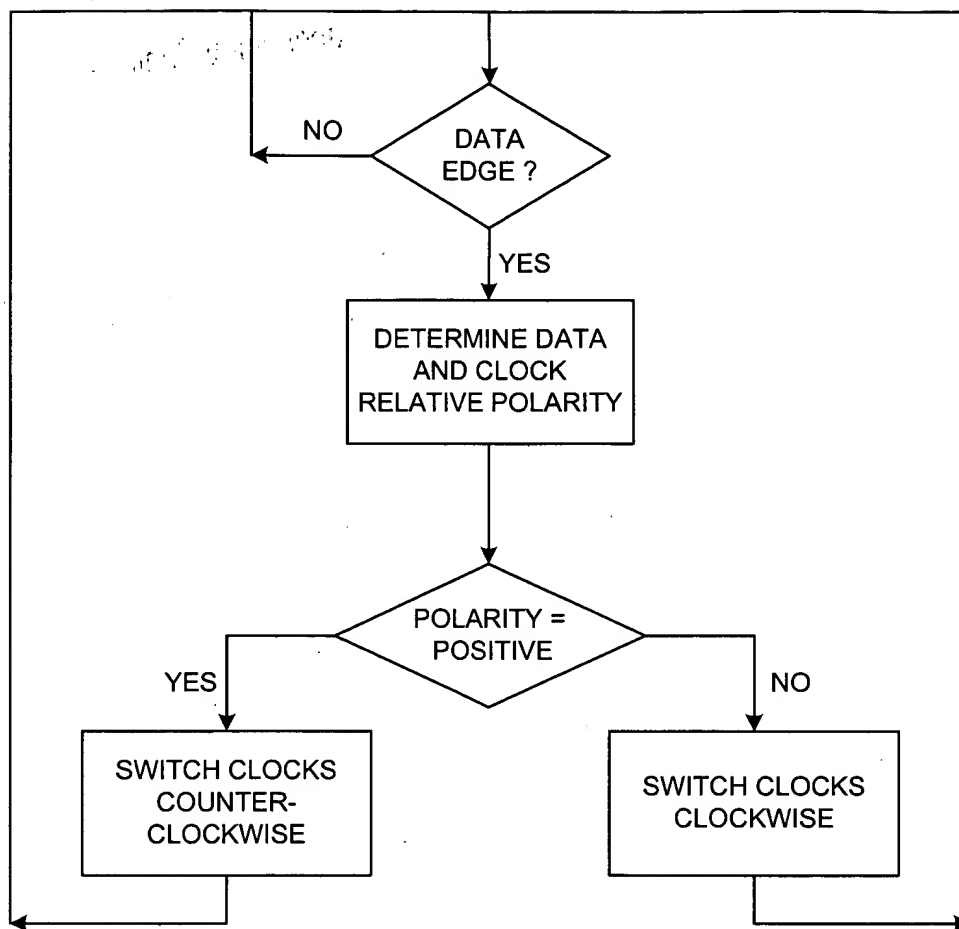 NO
DATA
EDGE ?
YES
DETERMINE DATA
AND CLOCK
RELATIVE POLARITY
POLARITY =
POSITIVE
YES
NO
SWITCH CLOCKS
COUNTER-
CLOCKWISE
SWITCH CLOCKS
CLOCKWISE